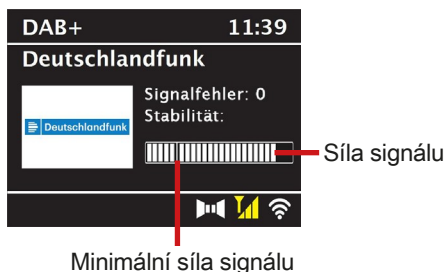 DAB+ 11:39
Deutschlandfunk
Signalfehler: 0
Stabilität:
Deutschlandfunk
Síla signálu
Minimální síla signálu